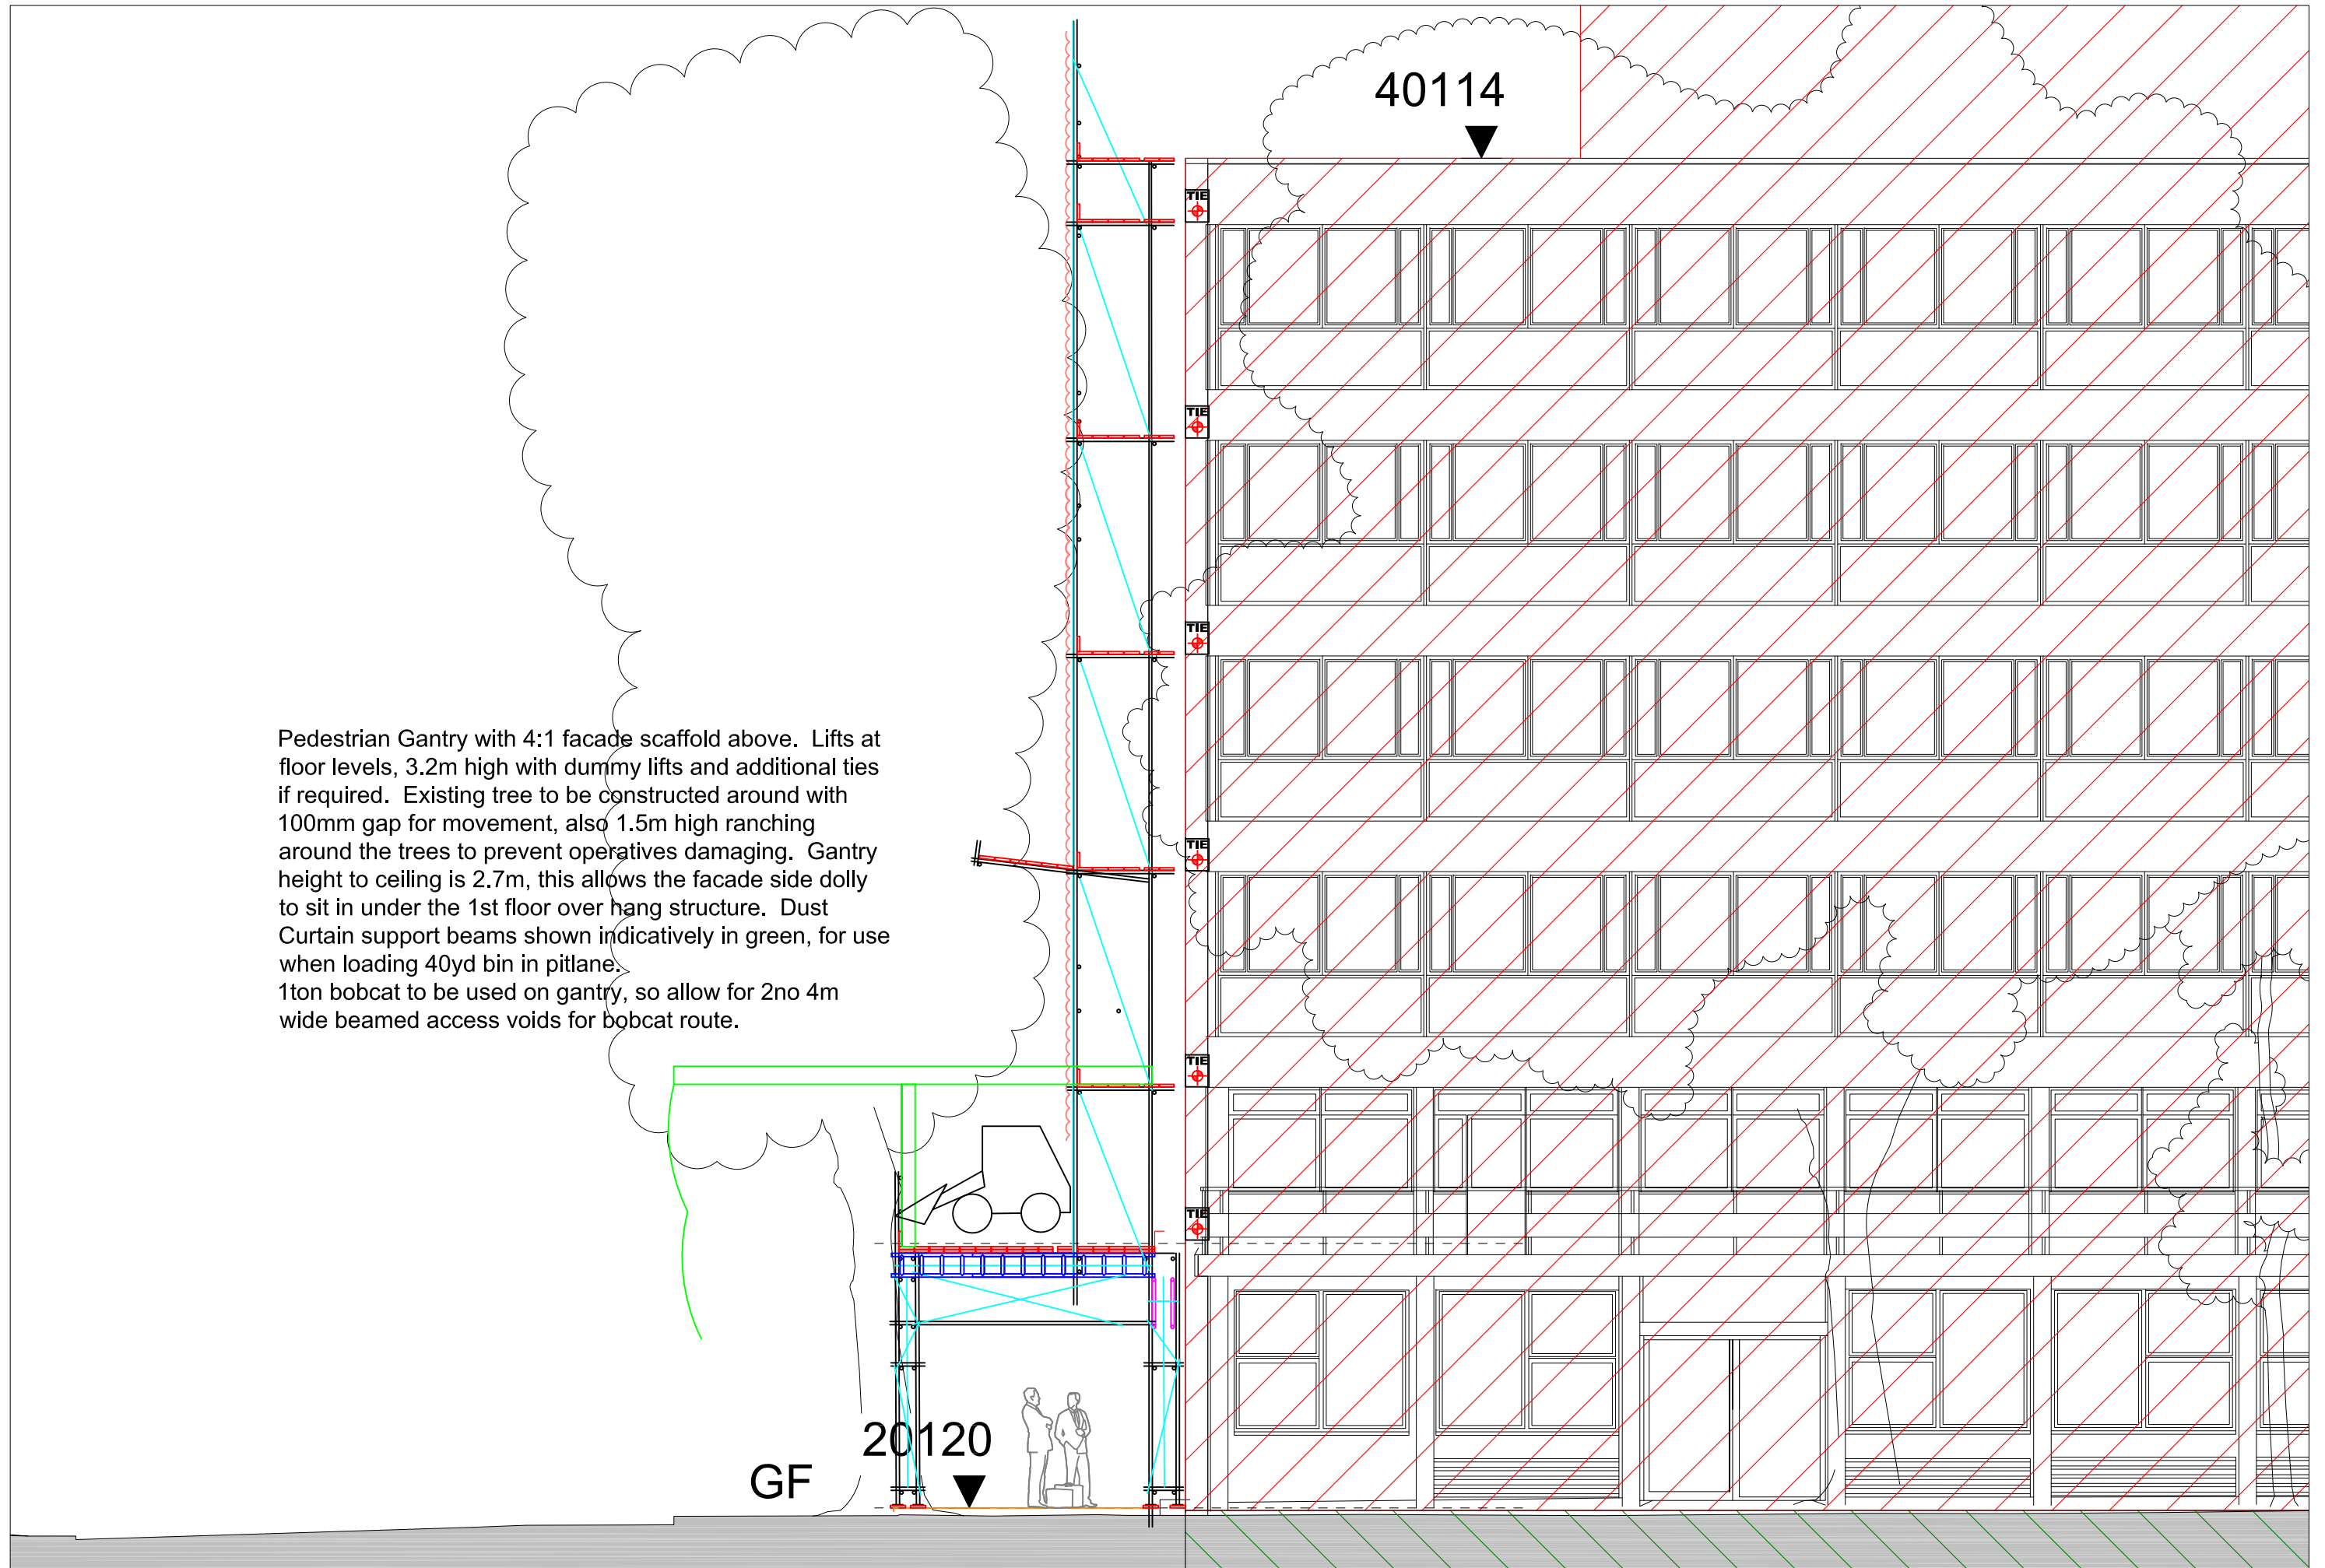 40114
TIE
TIE
TIE
Pedestrian Gantry with 4:1 facade scaffold above. Lifts at
floor levels, 3.2m high with dummy lifts and additional ties
if required. Existing tree to be constructed around with
100mm gap for movement, also 1.5m high ranching
around the trees to prevent operatives damaging. Gantry
height to ceiling is 2.7m, this allows the facade side dolly
to sit in under the 1st floor over hang structure. Dust
Curtain support beams shown indicatively in green, for use
when loading 40yd bin in pitlane.
1ton bobcat to be used on gantry, so allow for 2no 4m
wide beamed access voids for bobcat route.
TIE
TIE
TIE
20120
GF